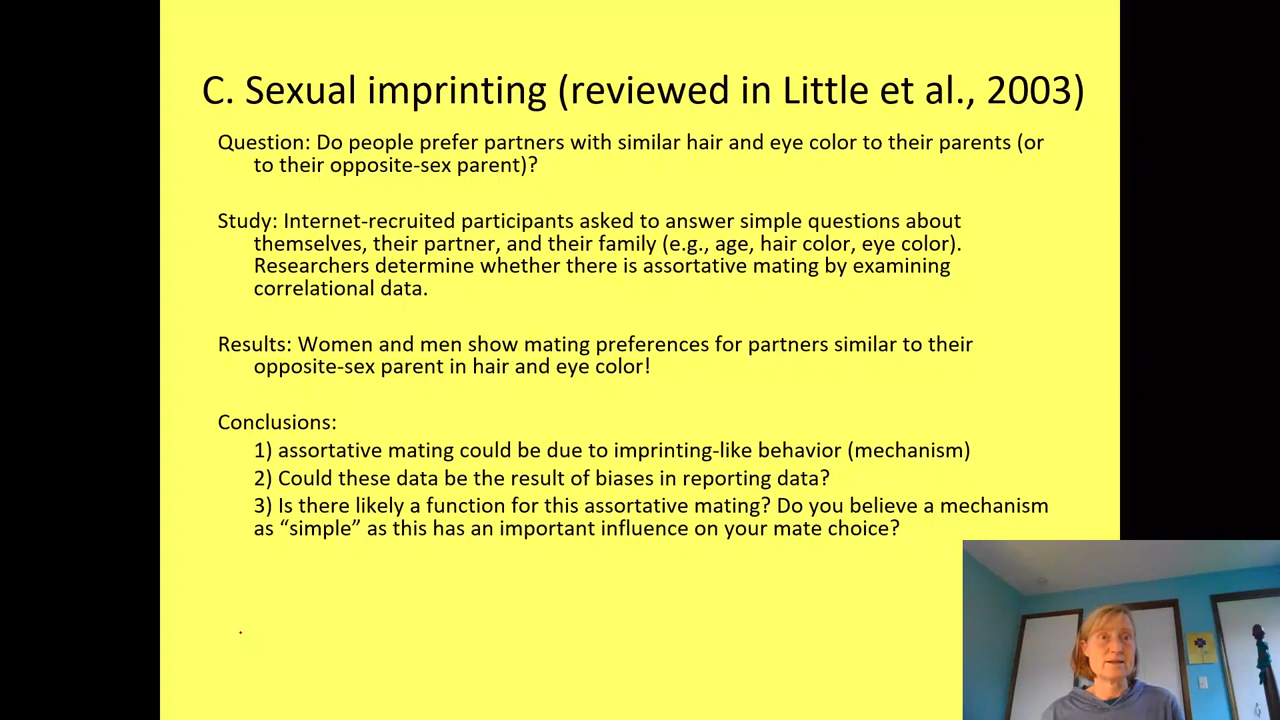 C. Sexual imprinting (reviewed in Little et al., 2003)
Question: Do people prefer partners with similar hair and eye color to their parents (or
to their opposite-sex parent)?
Study: Internet-recruited participants asked to answer simple questions about
themselves, their partner, and their family (e.g., age, hair color, eye color).
Researchers determine whether there is assortative mating by examining
correlational data.
Results: Women and men show mating preferences for partners similar to their
opposite-sex parent in hair and eye color!
Conclusions:
1) assortative mating could be due to imprinting-like behavior (mechanism)
2) Could these data be the result of biases in reporting data?
3) Is there likely a function for this assortative mating? Do you believe a mechanism
as “simple” as this has an important influence on your mate choice?